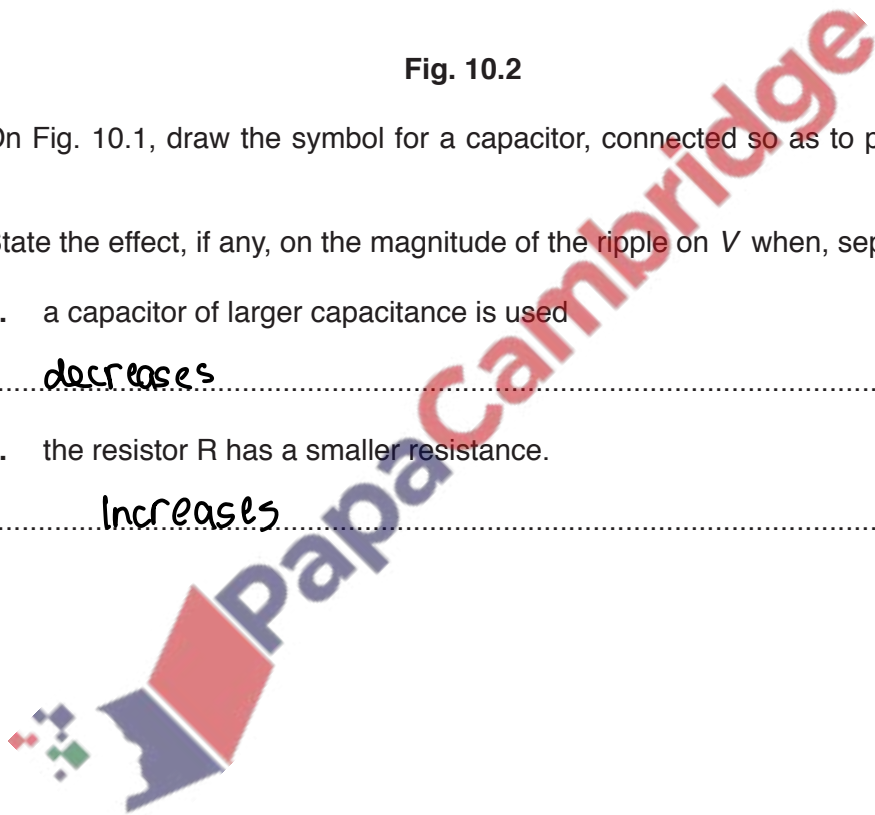 Fig. 10.2
On Fig. 10.1, draw the symbol for a capacitor, connected so as to p
State the effect, if any, on the magnitude of the ripple on V when, sep
. a capacitor of larger capacitance is used
decreases
. the resistor R has a smaller resistance.
Increases
PapaCambridge